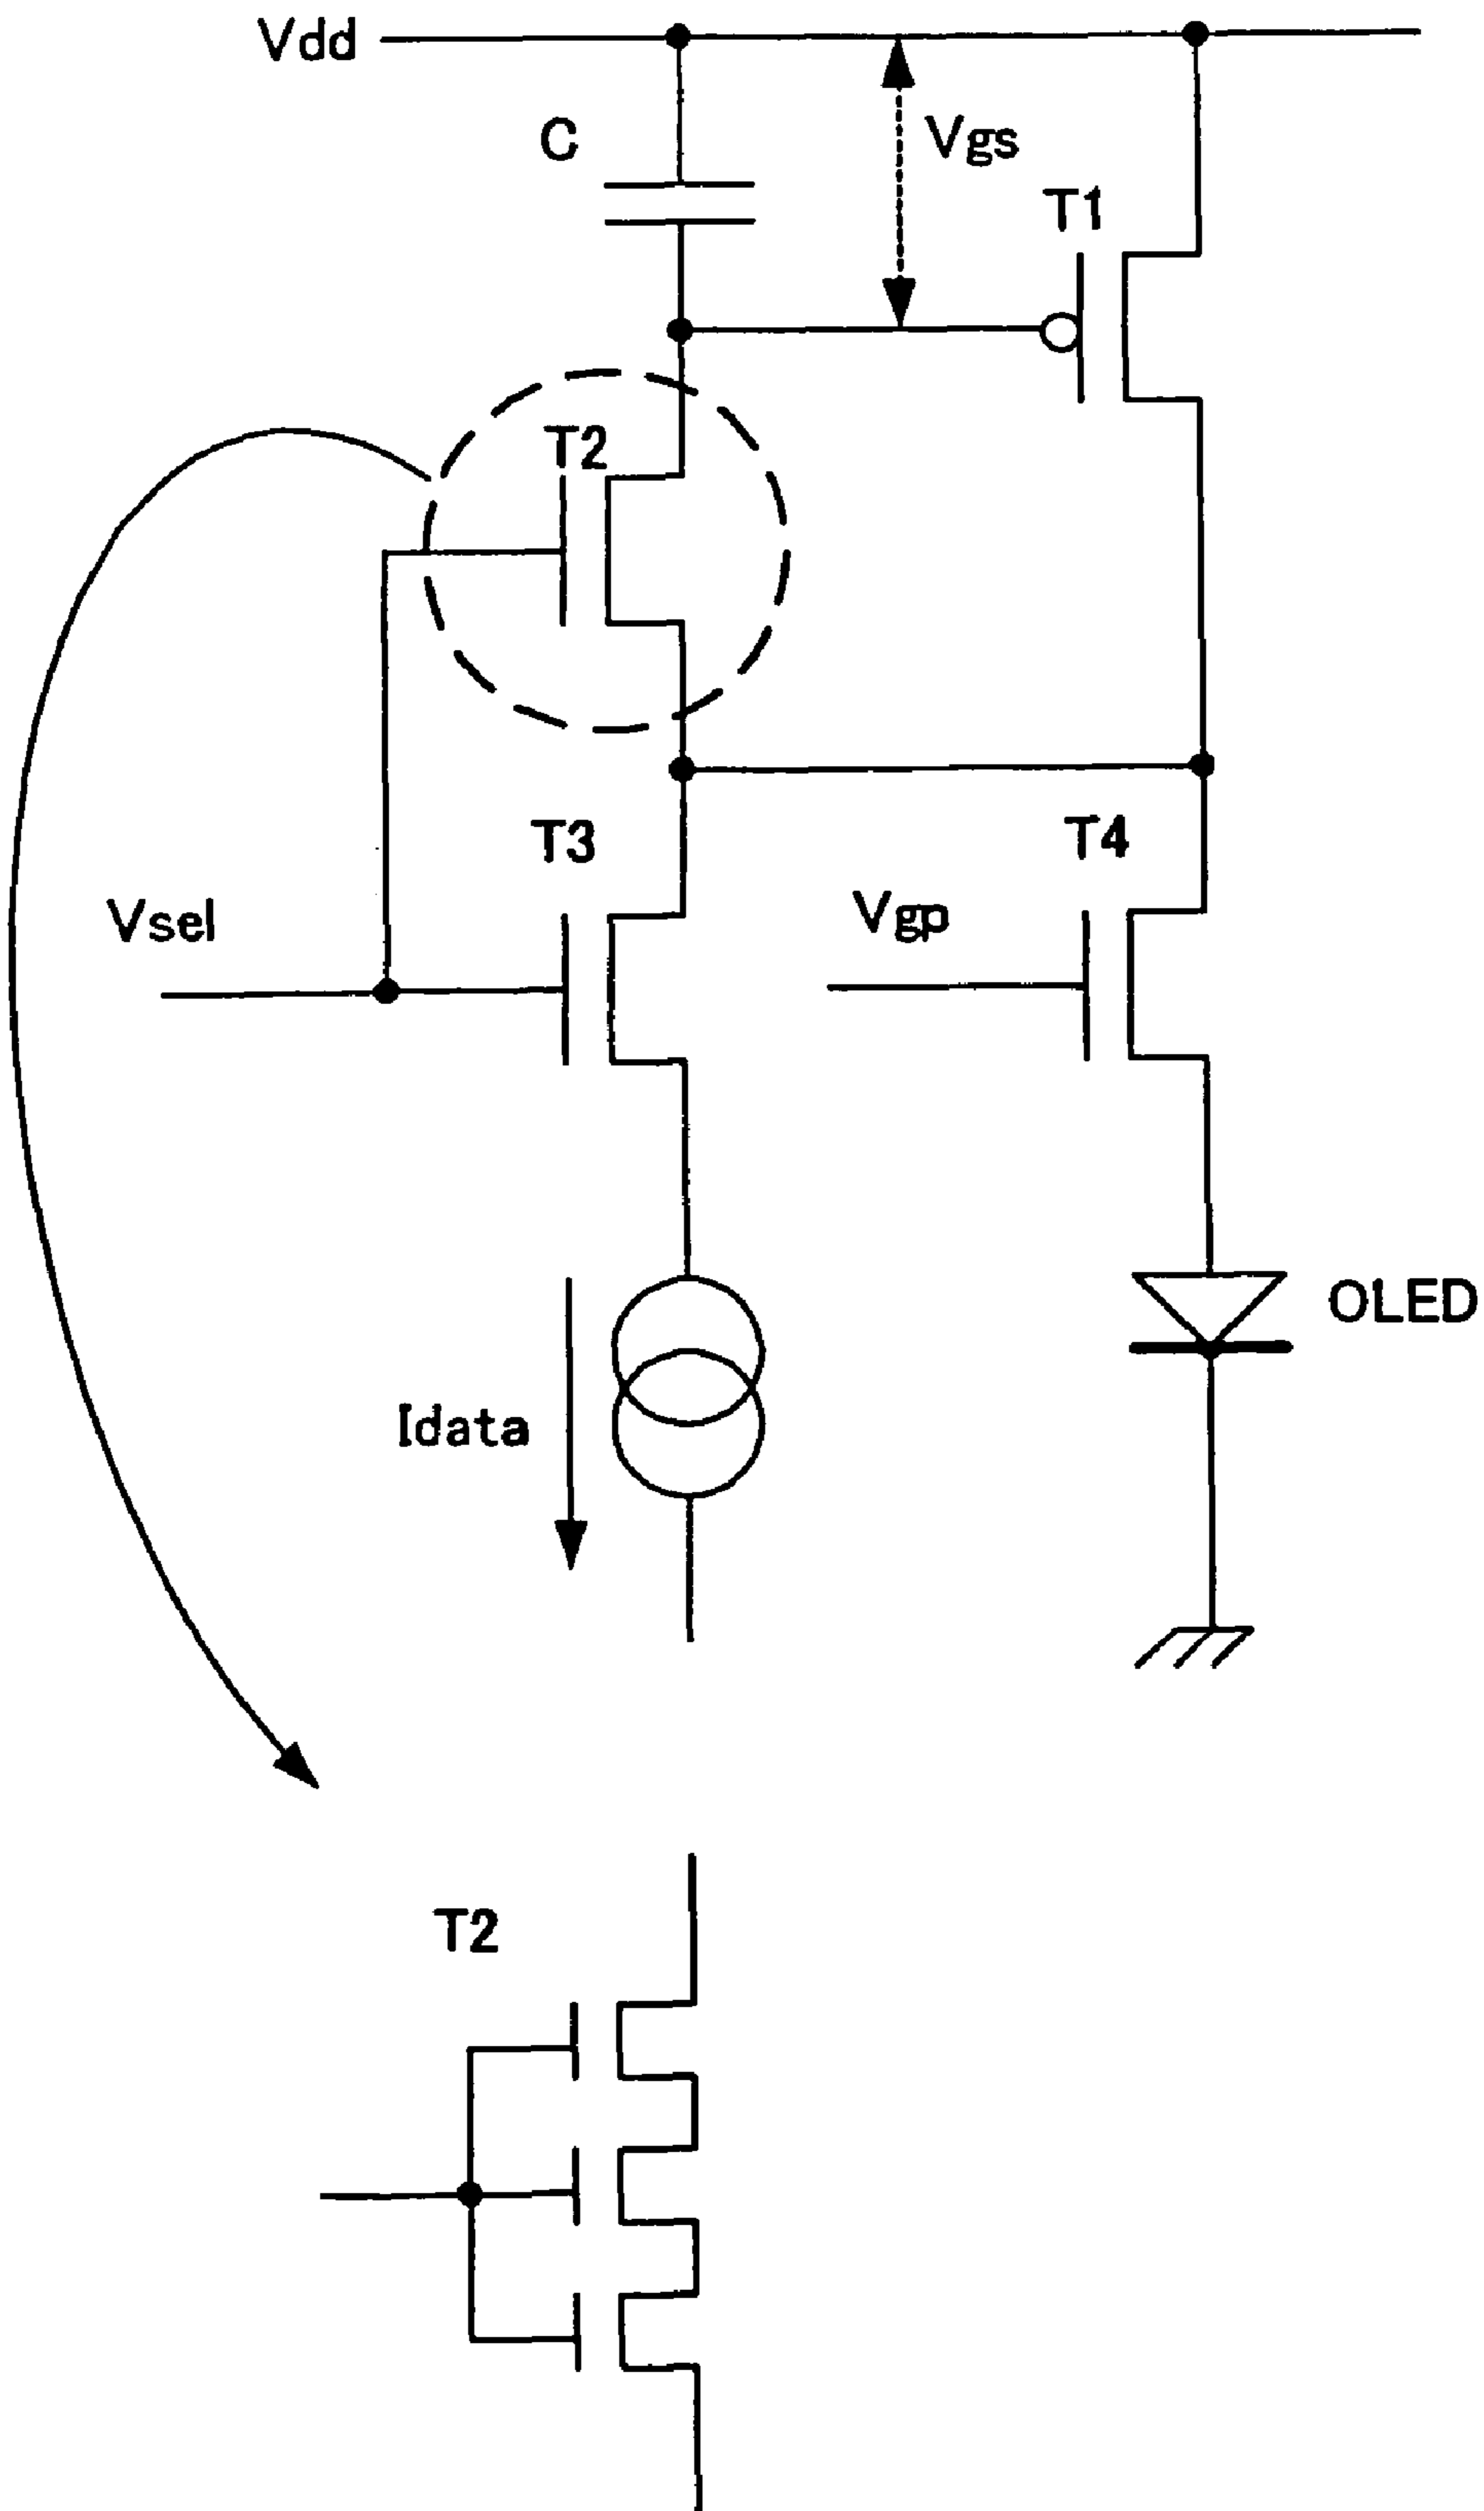 Vdd
C
Vgs
T1
T2
T3
T4
Vsel
Vgp
OLED
Idata
T2